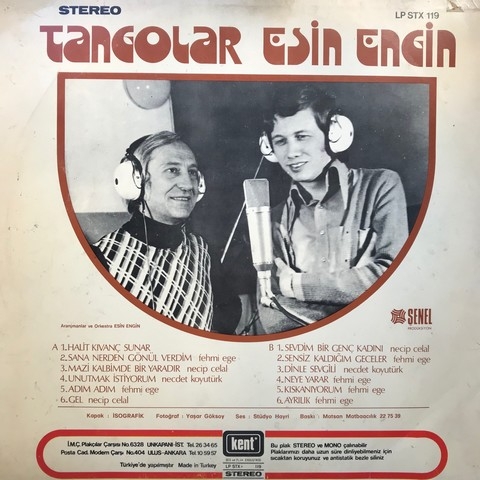 STEREO
LP STX 119
TANGOLAR ESİN ENGİN
ŞENEL
Aranjmanlar ve Orkestra ESİN ENGİN
A 1.HALİT KIVANÇ SUNAR
2.SANA NERDEN GÖNÜL VERDİM fehmi ege
3.MAZİ KALBİMDE BİR YARADIR necip celal
4.UNUTMAK İSTİYORUM necdet koyutürk
5.ADIM ADIM fehmi ege
6.GEL necip celal
B 1.SEVDİM BİR GENÇ KADINI necip celal
2.SENSİZ KALDIĞIM GECELER fehmi ege
3.DİNLE SEVGİLİ necdet koyutürk
4.NEYE YARAR fehmi ege
5.KISKANIYORUM fehmi ege
6.AYRILIK fehmi ege
Kapak : İSOGRAFİK Fotoğraf : Yaşar Göksoy Ses : Stüdyo Hayri Baskı : Matsan Matbaacılık 22 75 39
İ.M.Ç. Plakçılar Çarşısı No.6328 UNKAPANI-İST. Tel 26 34 65
Posta Cad. Modern Çarşı No.404 ULUS-ANKARA Tel 10 59 57
Türkiye'de yapılmıştır Made in Turkey
kent
LP STX 119
STEREO
Bu plak STEREO ve MONO çalınabilir
Plaklarımızı daha uzun süre dinliyebilmeniz için
sıcaktan koruyunuz ve antistatik bezle siliniz